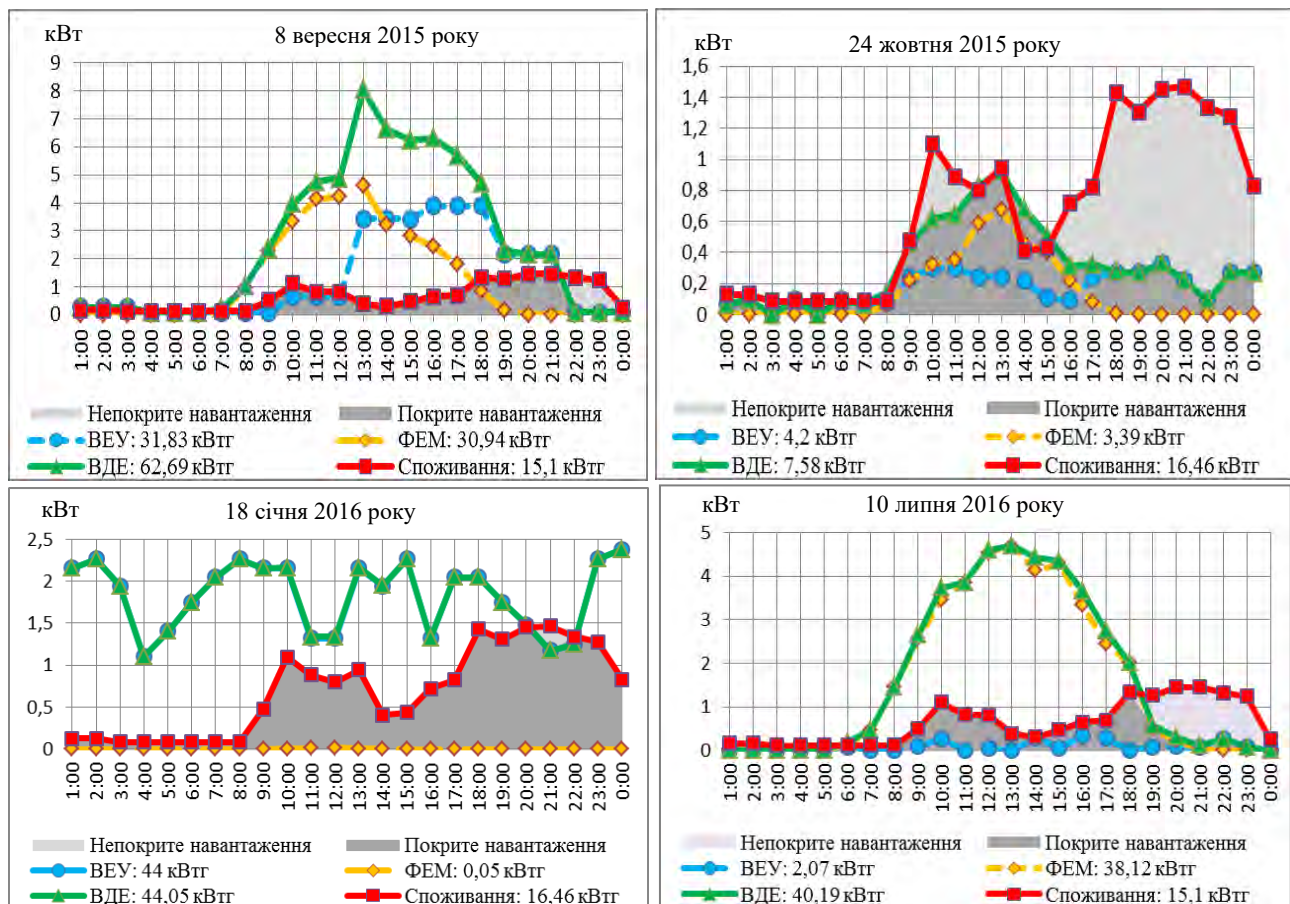 кВт
8 вересня 2015 року
9
8
7
6
5
4
3
2
1
0
1:00 2:00 3:00 4:00 5:00 6:00 7:00 8:00 9:00 10:00 11:00 12:00 13:00 14:00 15:00 16:00 17:00 18:00 19:00 20:00 21:00 22:00 23:00 0:00
Непокрите навантаження Покрите навантаження
ВЕУ: 31,83 кВтг ФЕМ: 30,94 кВтг
ВДЕ: 62,69 кВтг Споживання: 15,1 кВтг
кВт
24 жовтня 2015 року
1,6
1,4
1,2
1
0,8
0,6
0,4
0,2
0
1:00 2:00 3:00 4:00 5:00 6:00 7:00 8:00 9:00 10:00 11:00 12:00 13:00 14:00 15:00 16:00 17:00 18:00 19:00 20:00 21:00 22:00 23:00 0:00
Непокрите навантаження Покрите навантаження
ВЕУ: 4,2 кВтг ФЕМ: 3,39 кВтг
ВДЕ: 7,58 кВтг Споживання: 16,46 кВтг
кВт
18 січня 2016 року
2,5
2
1,5
1
0,5
0
1:00 2:00 3:00 4:00 5:00 6:00 7:00 8:00 9:00 10:00 11:00 12:00 13:00 14:00 15:00 16:00 17:00 18:00 19:00 20:00 21:00 22:00 23:00 0:00
Непокрите навантаження Покрите навантаження
ВЕУ: 44 кВтг ФЕМ: 0,05 кВтг
ВДЕ: 44,05 кВтг Споживання: 16,46 кВтг
кВт
10 липня 2016 року
5
4
3
2
1
0
1:00 2:00 3:00 4:00 5:00 6:00 7:00 8:00 9:00 10:00 11:00 12:00 13:00 14:00 15:00 16:00 17:00 18:00 19:00 20:00 21:00 22:00 23:00 0:00
Непокрите навантаження Покрите навантаження
ВЕУ: 2,07 кВтг ФЕМ: 38,12 кВтг
ВДЕ: 40,19 кВтг Споживання: 15,1 кВтг